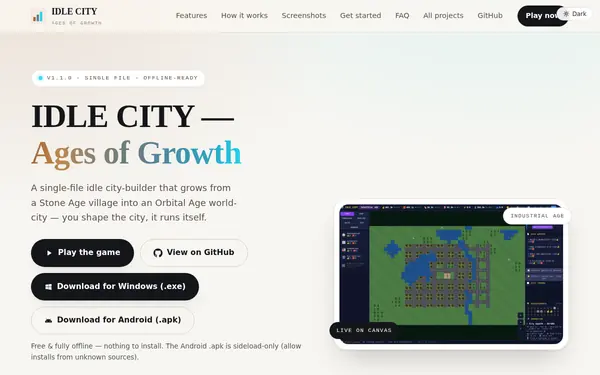 IDLE CITY
AGES OF GROWTH
Features
How it works
Screenshots
Get started
FAQ
All projects
GitHub
Play now
Dark
V1.1.0 · SINGLE FILE · OFFLINE-READY
IDLE CITY —
Ages of Growth
A single-file idle city-builder that grows from
a Stone Age village into an Orbital Age world-
city — you shape the city, it runs itself.
Play the game
View on GitHub
Download for Windows (.exe)
Download for Android (.apk)
Free & fully offline — nothing to install. The Android .apk is sideload-only (allow
installs from unknown sources).
INDUSTRIAL AGE
LIVE ON CANVAS